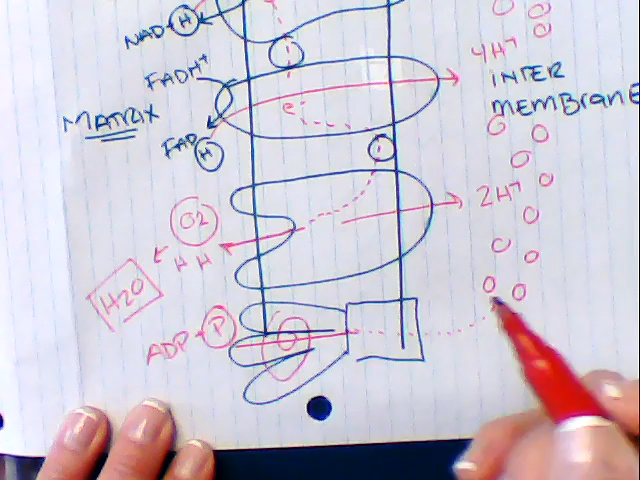 NAD+ H
4H+
FADH+
INTER
MEMBRANE
MATRIX
e-
FAD H
2H+
O2
H H
H2O
ADP + P